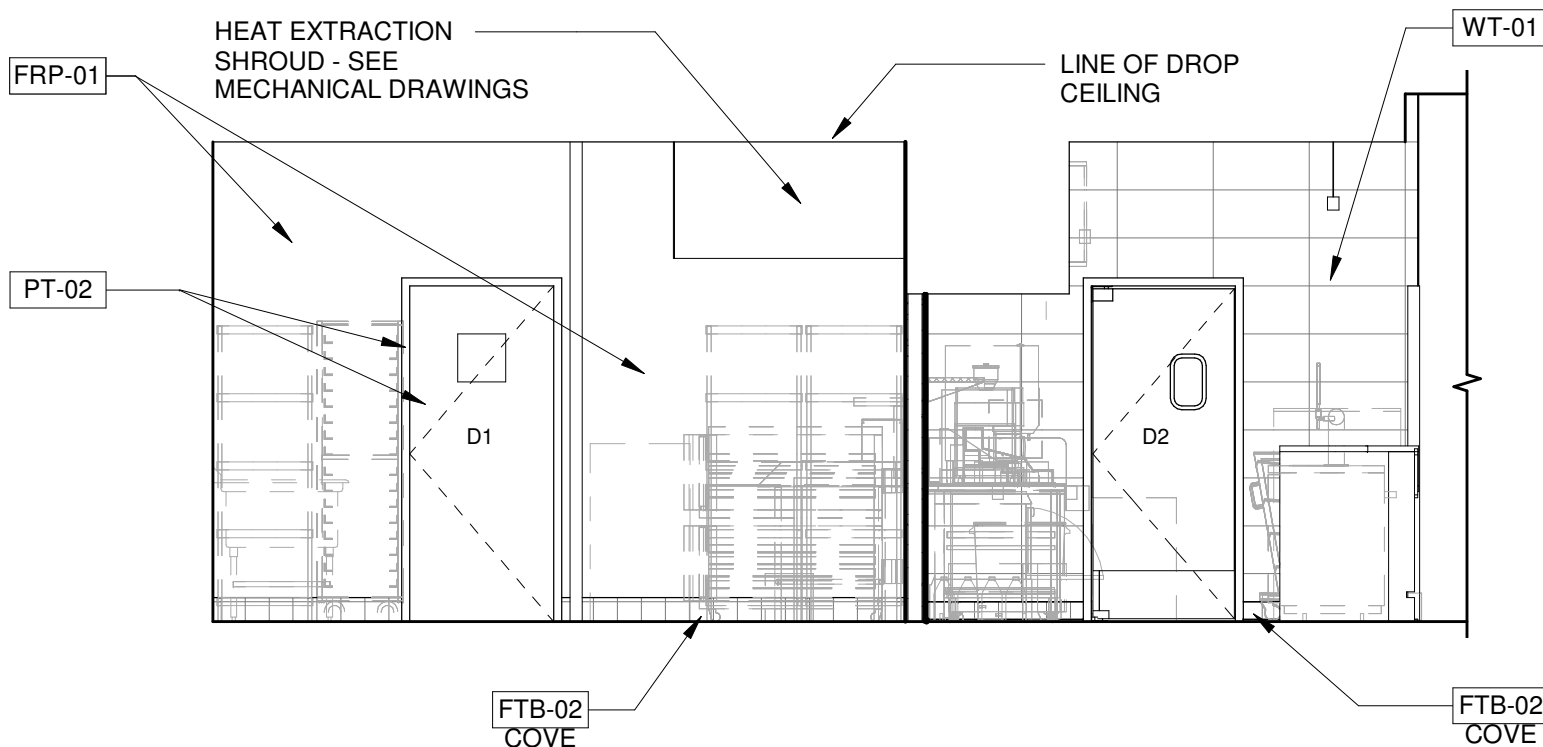 HEAT EXTRACTION
SHROUD - SEE
MECHANICAL DRAWINGS
WT-01
FRP-01
LINE OF DROP
CEILING
PT-02
D1
D2
FTB-02
COVE
FTB-02
COVE